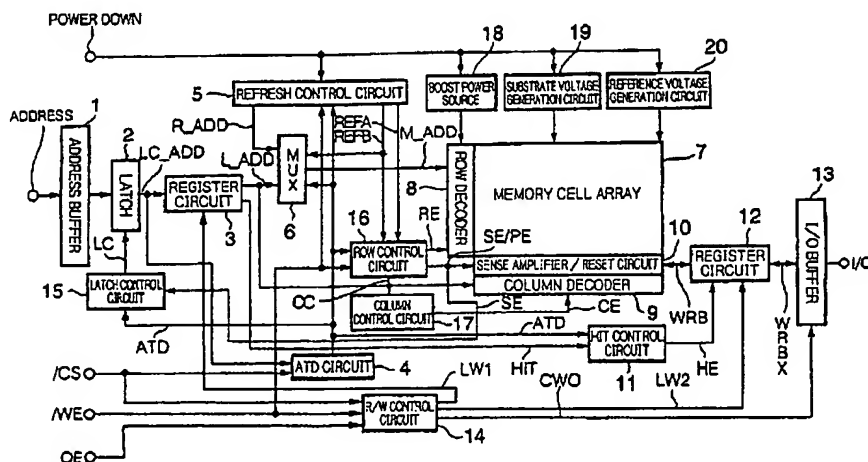 POWER DOWN
18
19
20
5
REFRESH CONTROL CIRCUIT
BOOST POWER
SOURCE
SUBSTRATE VOLTAGE
GENERATION CIRCUIT
REFERENCE VOLTAGE
GENERATION CIRCUIT
ADDRESS
1
ADDRESS BUFFER
2
LATCH
LC_ADD
R_ADD
REFA
REFB
M_ADD
L_ADD
MUX
6
REGISTER
CIRCUIT
3
8
ROW DECODER
MEMORY CELL ARRAY
7
13
LC
16
ROW CONTROL
CIRCUIT
RE
SE/PE
10
SENSE AMPLIFIER / RESET CIRCUIT
12
REGISTER
CIRCUIT
I/O BUFFER
I/O
15
LATCH CONTROL
CIRCUIT
CC
COLUMN DECODER
COLUMN
CONTROL CIRCUIT
17
SE
CE
9
WRB
WRBX
ATD
ATD
HIT
HIT CONTROL
CIRCUIT
11
HE
ATD CIRCUIT
4
LW1
CWO
LW2
/CS
/WE
OE
R/W CONTROL
CIRCUIT
14